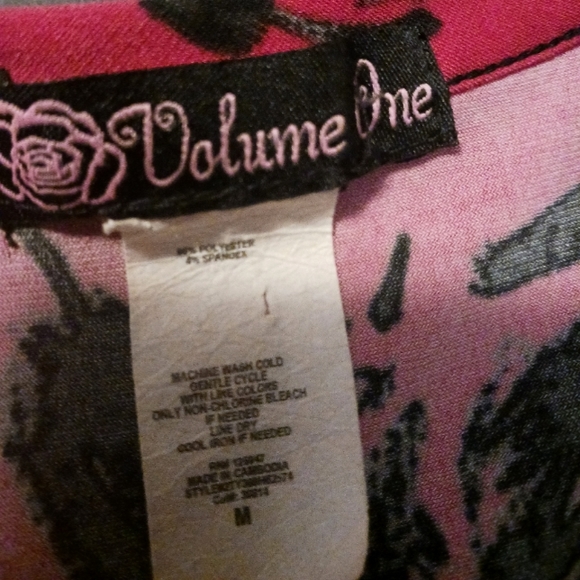 Volume One
96% POLYESTER
4% SPANDEX
MACHINE WASH COLD
GENTLE CYCLE
WITH LIKE COLORS
ONLY NON-CHLORINE BLEACH
IF NEEDED
LINE DRY
COOL IRON IF NEEDED
MADE IN CAMBODIA
M